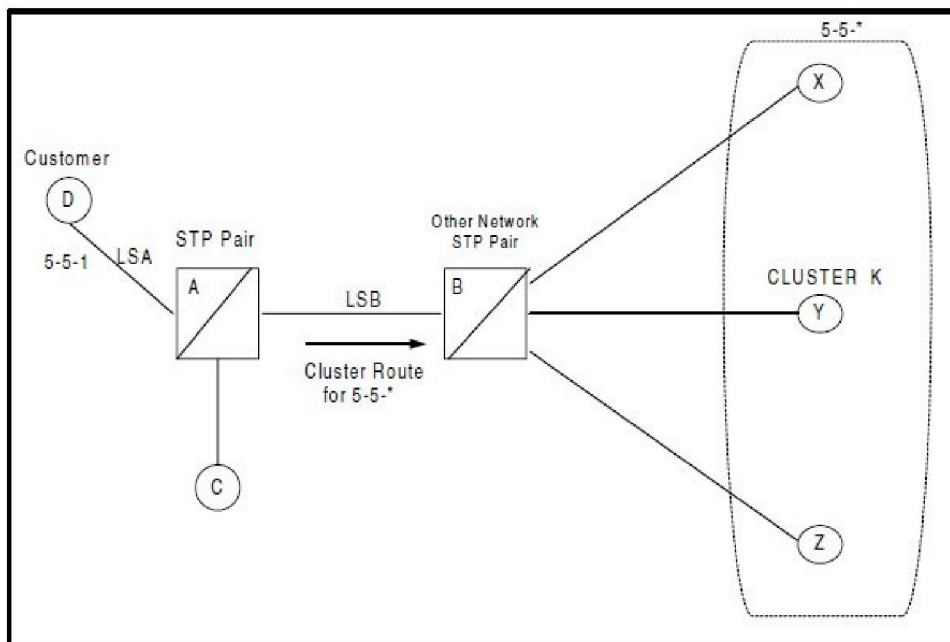 5-5-*
X
Customer
D
5-5-1
LSA
STP Pair
A
LSB
Cluster Route
for 5-5-*
Other Network
STP Pair
B
CLUSTER K
Y
C
Z